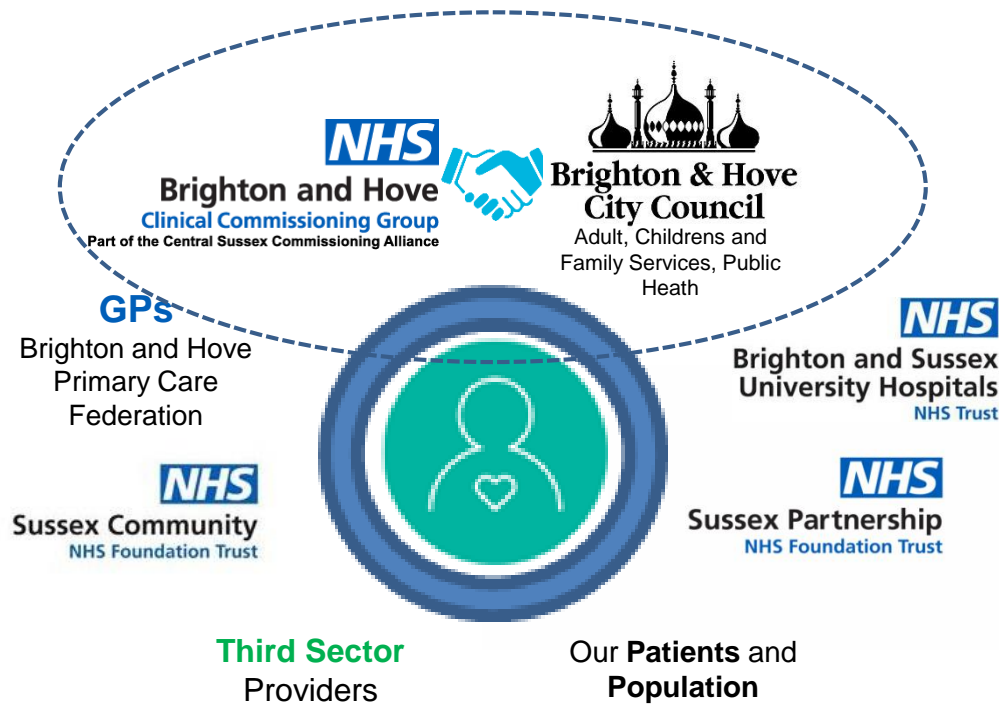 NHS
Brighton and Hove
Clinical Commissioning Group
Part of the Central Sussex Commissioning Alliance
Brighton & Hove
City Council
Adult, Childrens and
Family Services, Public
Heath
GPs
Brighton and Hove
Primary Care
Federation
NHS
Brighton and Sussex
University Hospitals
NHS Trust
NHS
Sussex Community
NHS Foundation Trust
NHS
Sussex Partnership
NHS Foundation Trust
Third Sector
Providers
Our Patients and
Population